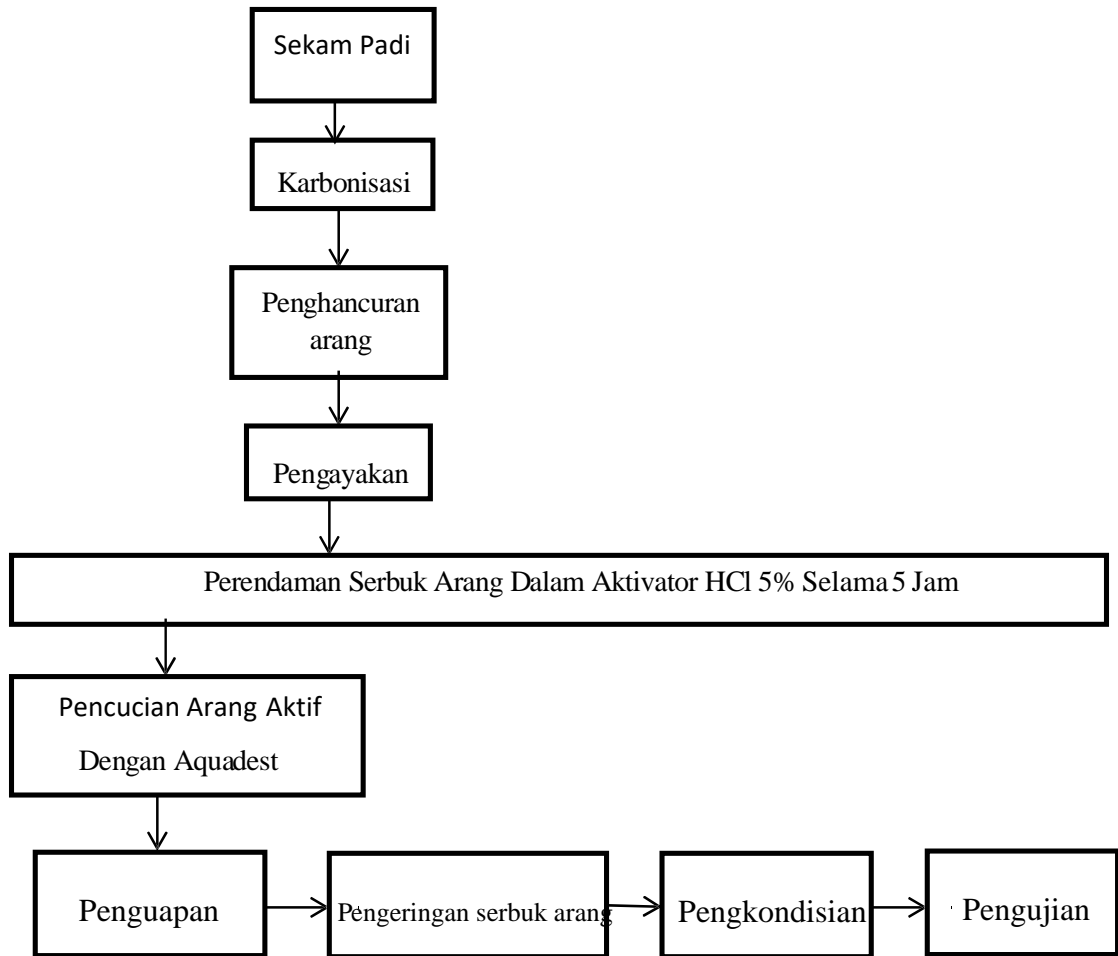 Sekam Padi
Karbonisasi
Penghancuran
arang
Pengayakan
Perendaman Serbuk Arang Dalam Aktivator HCl 5% Selama 5 Jam
Pencucian Arang Aktif
Dengan Aquadest
Penguapan
Pengeringan serbuk arang
Pengkondisian
Pengujian